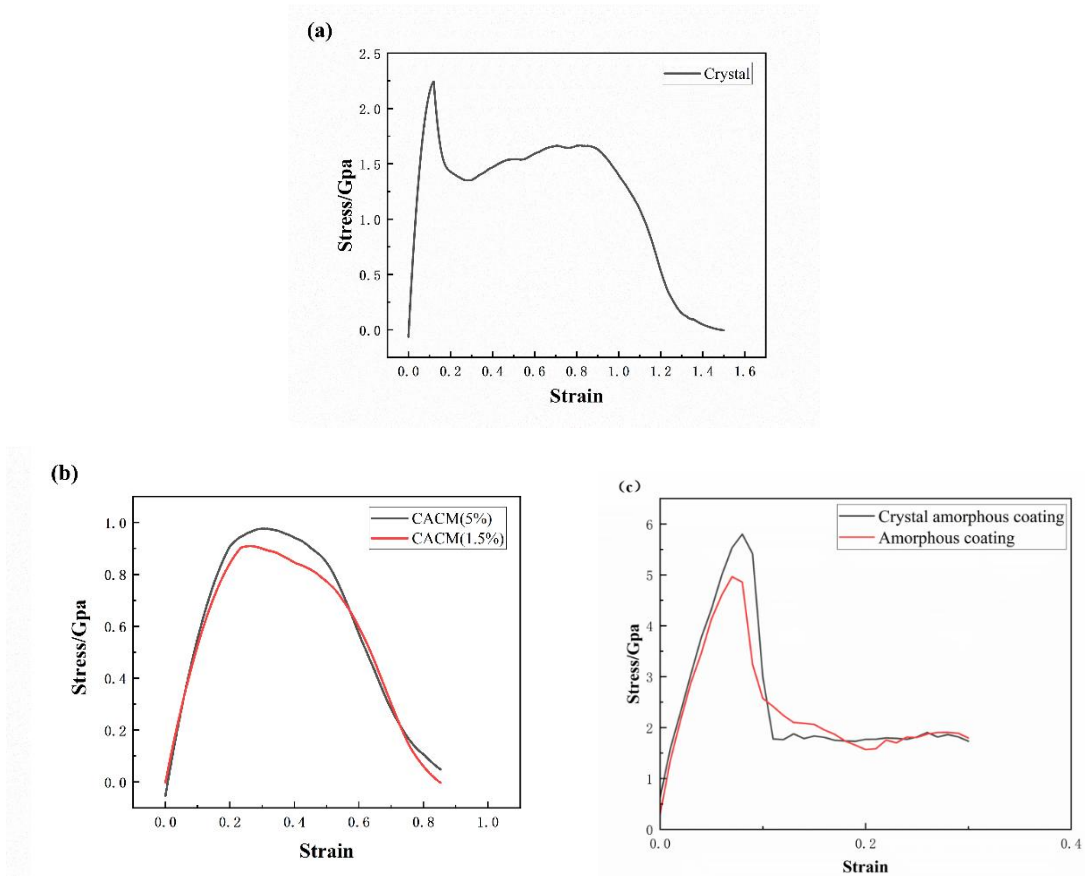 (a)
2.5
2.0
1.5
1.0
0.5
0.0
Stress/Gpa
Crystal
0.0 0.2 0.4 0.6 0.8 1.0 1.2 1.4 1.6
Strain
(b)
1.0
0.8
0.6
0.4
0.2
0.0
Stress/Gpa
CACM(5%)
CACM(1.5%)
0.0 0.2 0.4 0.6 0.8 1.0
Strain
(c)
6
5
4
3
2
1
0
Stress/Gpa
Crystal amorphous coating
Amorphous coating
0.0 0.2 0.4
Strain